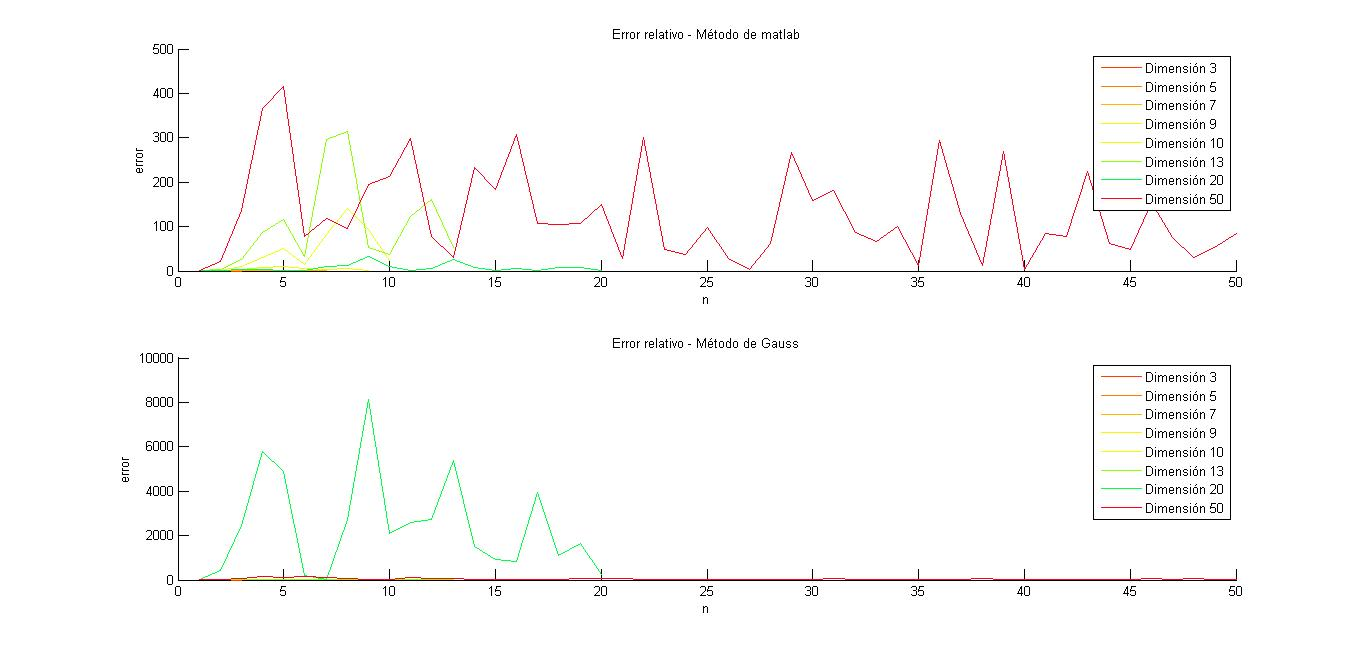 Error relativo - Método de matlab
500
400
300
200
100
0
error
0 5 10 15 20 25 30 35 40 45 50
n
Dimensión 3
Dimensión 5
Dimensión 7
Dimensión 9
Dimensión 10
Dimensión 13
Dimensión 20
Dimensión 50
Error relativo - Método de Gauss
10000
8000
6000
4000
2000
0
error
0 5 10 15 20 25 30 35 40 45 50
n
Dimensión 3
Dimensión 5
Dimensión 7
Dimensión 9
Dimensión 10
Dimensión 13
Dimensión 20
Dimensión 50